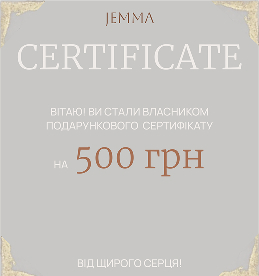 JEMMA
CERTIFICATE
ВІТАЮ! ВИ СТАЛИ ВЛАСНИКОМ
ПОДАРУНКОВОГО СЕРТИФІКАТУ
НА 500 грн
ВІД ЩИРОГО СЕРЦЯ!